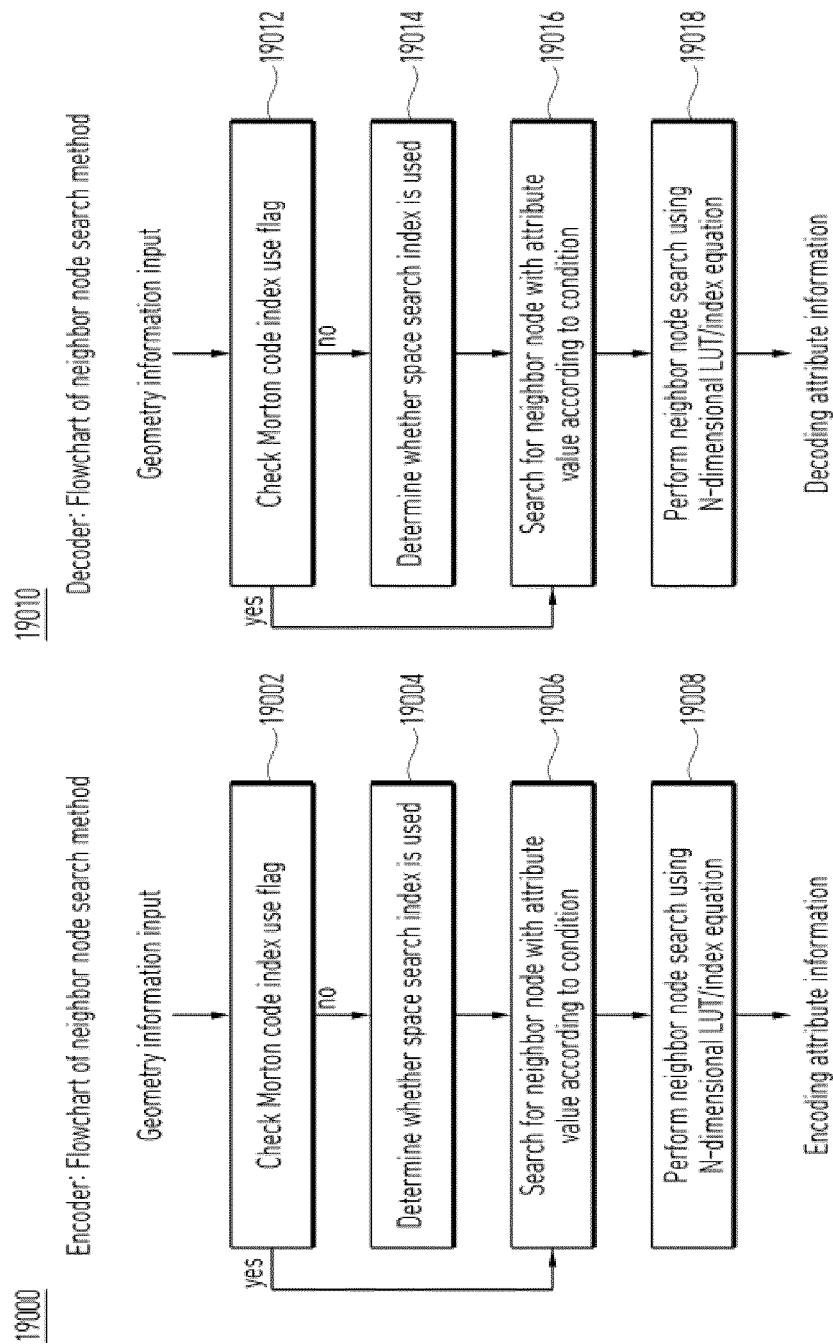 19000
Encoder: Flowchart of neighbor node search method
Geometry information input
Check Morton code index use flag
19002
yes
no
Determine whether space search index is used
19004
Search for neighbor node with attribute
value according to condition
19006
Perform neighbor node search using
N-dimensional LUT/index equation
19008
Encoding attribute information
19010
Decoder: Flowchart of neighbor node search method
Geometry information input
Check Morton code index use flag
19012
yes
no
Determine whether space search index is used
19014
Search for neighbor node with attribute
value according to condition
19016
Perform neighbor node search using
N-dimensional LUT/index equation
19018
Decoding attribute information